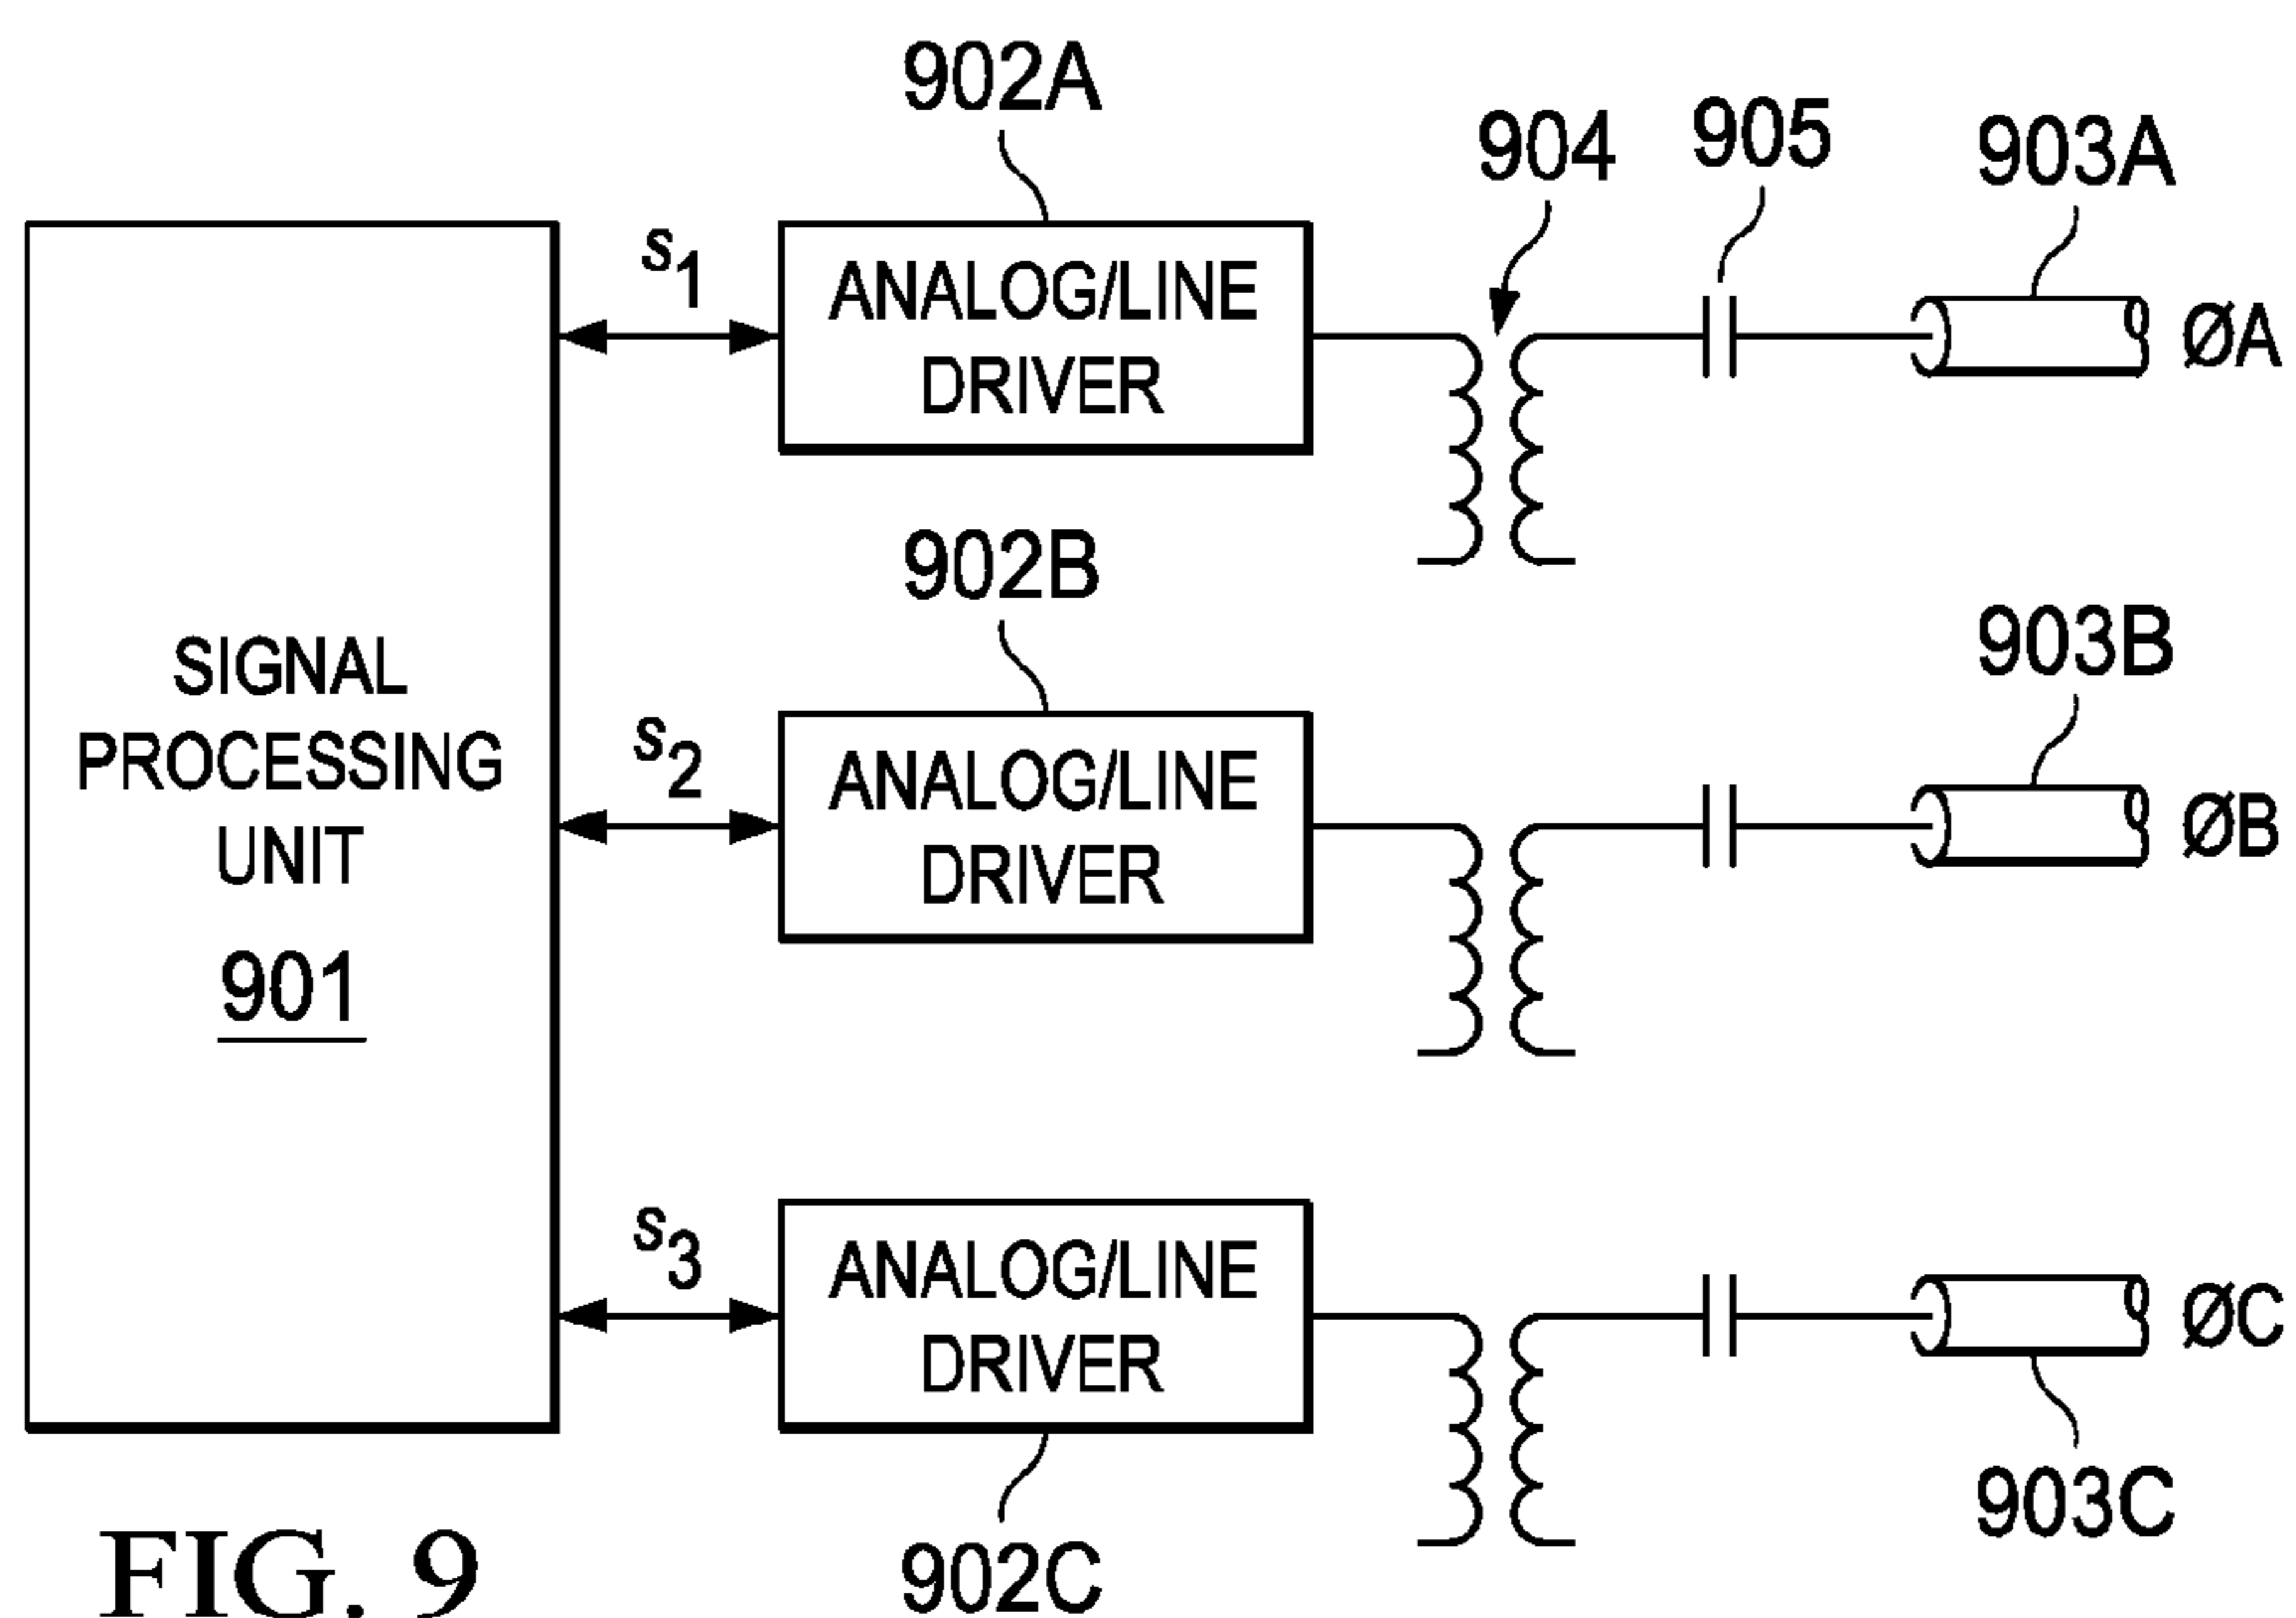 902A
904
905
903A
s1
ANALOG/LINE
DRIVER
ØA
902B
903B
SIGNAL
PROCESSING
UNIT
901
s2
ANALOG/LINE
DRIVER
ØB
s3
ANALOG/LINE
DRIVER
ØC
903C
902C
FIG. 9